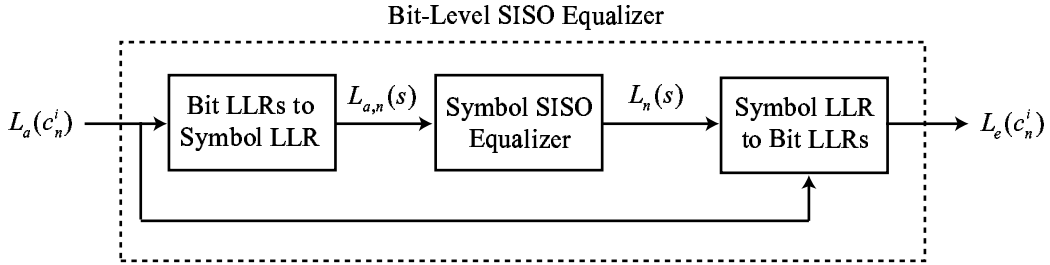 Bit-Level SISO Equalizer
Bit LLRs to
Symbol LLR
Symbol SISO
Equalizer
Symbol LLR
to Bit LLRs
$L_a(c_n^i)$
$L_{a,n}(s)$
$L_n(s)$
$L_e(c_n^i)$